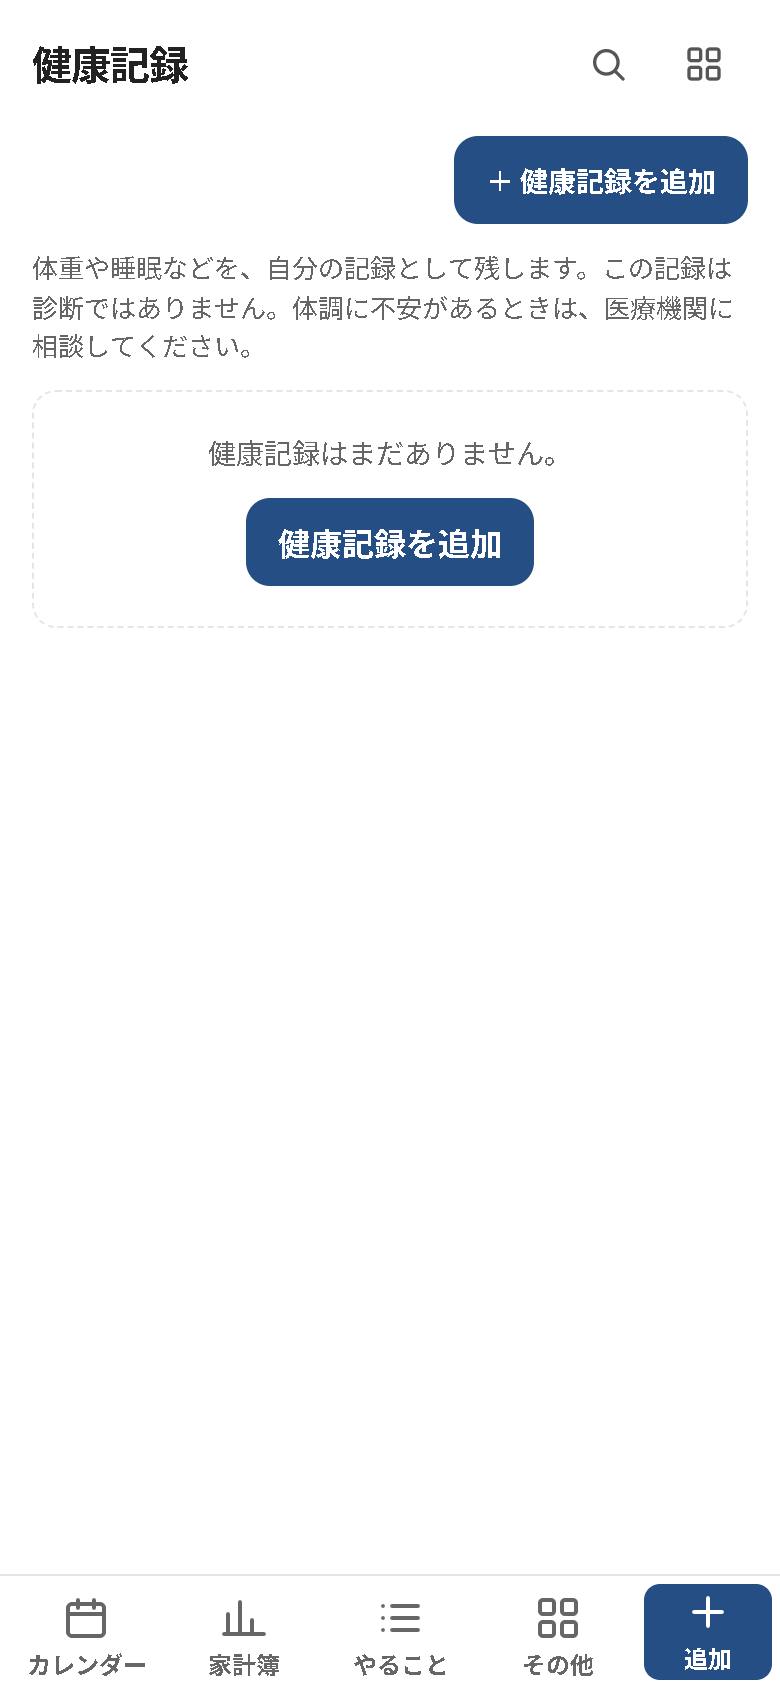 健康記録
＋ 健康記録を追加
体重や睡眠などを、自分の記録として残します。この記録は
診断ではありません。体調に不安があるときは、医療機関に
相談してください。
健康記録はまだありません。
健康記録を追加
カレンダー
家計簿
やること
その他
追加